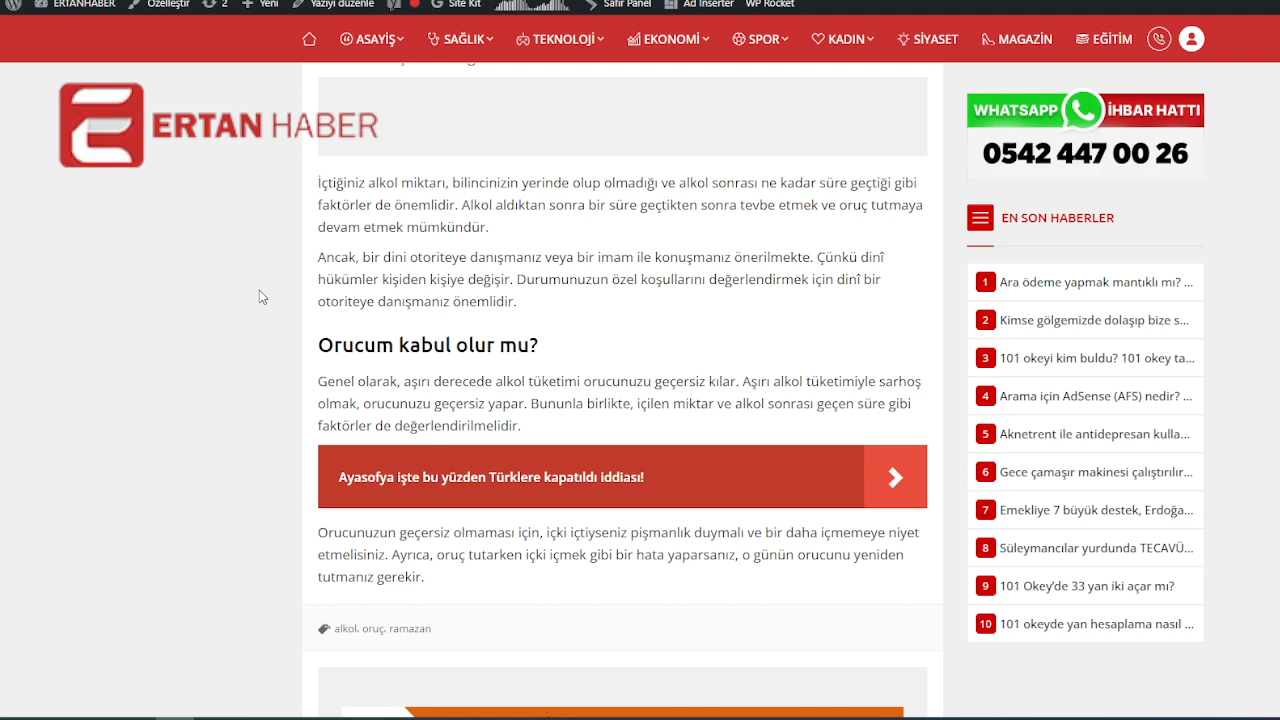 ERTANHABER Özelleştir 2 Yeni Yazıyı düzenle Site Kit Safir Panel Ad Inserter WP Rocket
ASAYİŞ SAĞLIK TEKNOLOJİ EKONOMİ SPOR KADIN SİYASET MAGAZİN EĞİTİM
ERTAN HABER
İçtiğiniz alkol miktarı, bilincinizin yerinde olup olmadığı ve alkol sonrası ne kadar süre geçtiği gibi
faktörler de önemlidir. Alkol aldıktan sonra bir süre geçtikten sonra tevbe etmek ve oruç tutmaya
devam etmek mümkündür.
Ancak, bir dini otoriteye danışmanız veya bir imam ile konuşmanız önerilmekte. Çünkü dinî
hükümler kişiden kişiye değişir. Durumunuzun özel koşullarını değerlendirmek için dinî bir
otoriteye danışmanız önemlidir.
Orucum kabul olur mu?
Genel olarak, aşırı derecede alkol tüketimi orucunuzu geçersiz kılar. Aşırı alkol tüketimiyle sarhoş
olmak, orucunuzu geçersiz yapar. Bununla birlikte, içilen miktar ve alkol sonrası geçen süre gibi
faktörler de değerlendirilmelidir.
Ayasofya işte bu yüzden Türklere kapatıldı iddiası!
Orucunuzun geçersiz olmaması için, içki içtiyseniz pişmanlık duymalı ve bir daha içmemeye niyet
etmelisiniz. Ayrıca, oruç tutarken içki içmek gibi bir hata yaparsanız, o günün orucunu yeniden
tutmanız gerekir.
alkol, oruç, ramazan
WHATSAPP İHBAR HATTI
0542 447 00 26
EN SON HABERLER
1 Ara ödeme yapmak mantıklı mı? ...
2 Kimse gölgemizde dolaşıp bize s...
3 101 okeyi kim buldu? 101 okey ta...
4 Arama için AdSense (AFS) nedir? ...
5 Aknetrent ile antidepresan kulla...
6 Gece çamaşır makinesi çalıştırılır...
7 Emekliye 7 büyük destek, Erdoğa...
8 Süleymancılar yurdunda TECAVÜ...
9 101 Okey'de 33 yan iki açar mı?
10 101 okeyde yan hesaplama nasıl ...